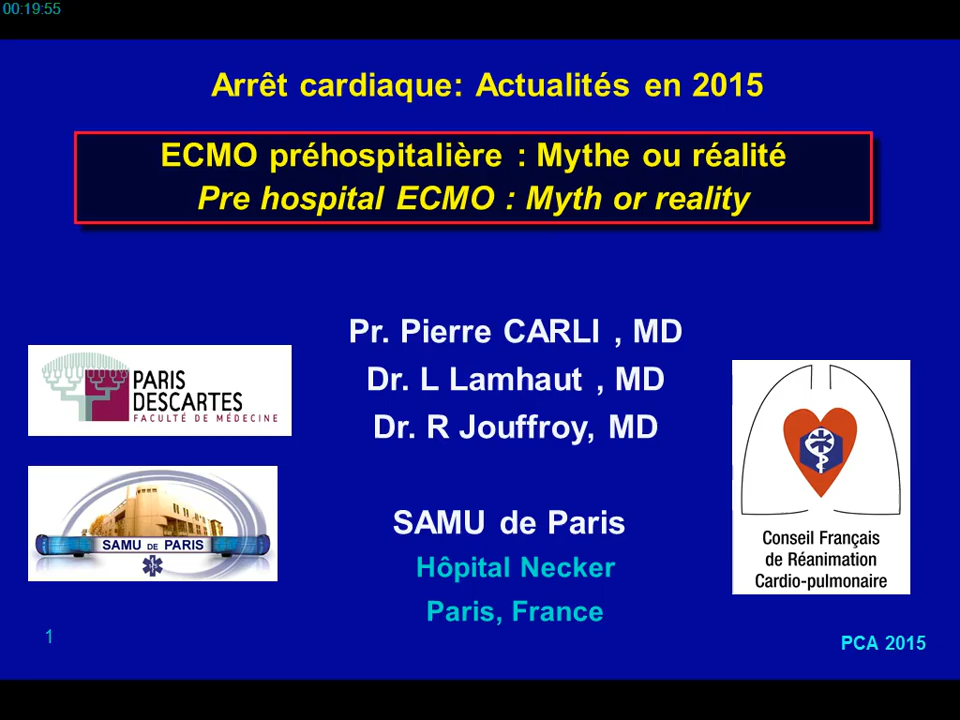 00:19:55
Arrêt cardiaque: Actualités en 2015
ECMO préhospitalière : Mythe ou réalité
Pre hospital ECMO : Myth or reality
Pr. Pierre CARLI , MD
Dr. L Lamhaut , MD
Dr. R Jouffroy, MD
PARIS
DESCARTES
FACULTÉ DE MÉDECINE
SAMU DE PARIS
SAMU de Paris
Hôpital Necker
Paris, France
Conseil Français
de Réanimation
Cardio-pulmonaire
1
PCA 2015